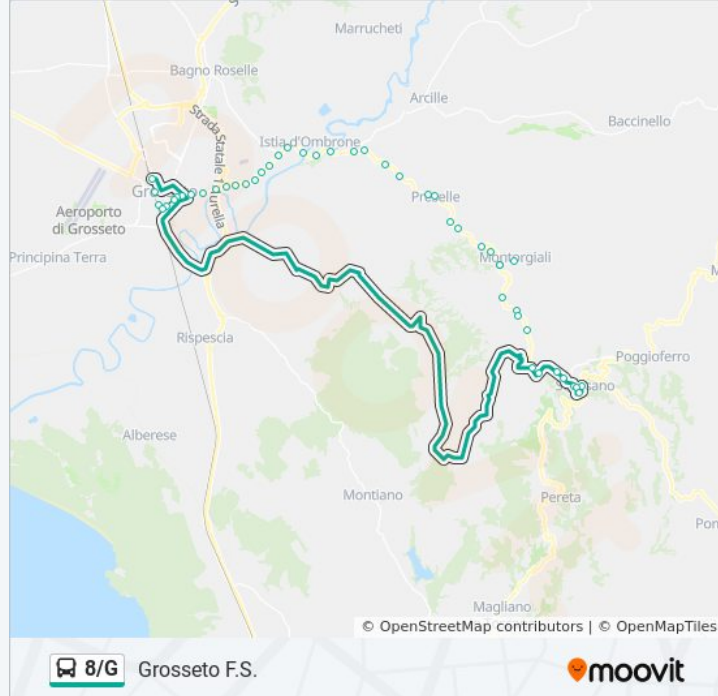 Marrucheti
Bagno Roselle
Arcille
Baccinello
Strada Statale 1 Aurelia
Istia d'Ombrone
Aeroporto
di Grosseto
Principina Terra
Montorgiali
Rispescia
Poggioferro
Alberese
Montiano
Pereta
Magliano
© OpenStreetMap contributors | © OpenMapTiles
8/G Grosseto F.S.
moovit